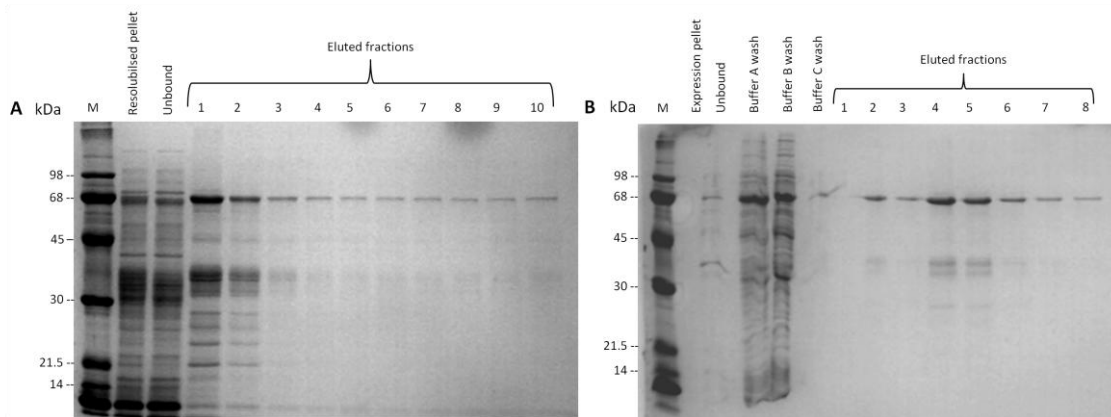 A
kDa
M
Resolubilsed pellet
Unbound
Eluted fractions
1 2 3 4 5 6 7 8 9 10
98 --
68 --
45 --
30 --
21.5 --
14 --
B
kDa
M
Expression pellet
Unbound
Buffer A wash
Buffer B wash
Buffer C wash
Eluted fractions
1 2 3 4 5 6 7 8
98 --
68 --
45 --
30 --
21.5 --
14 --